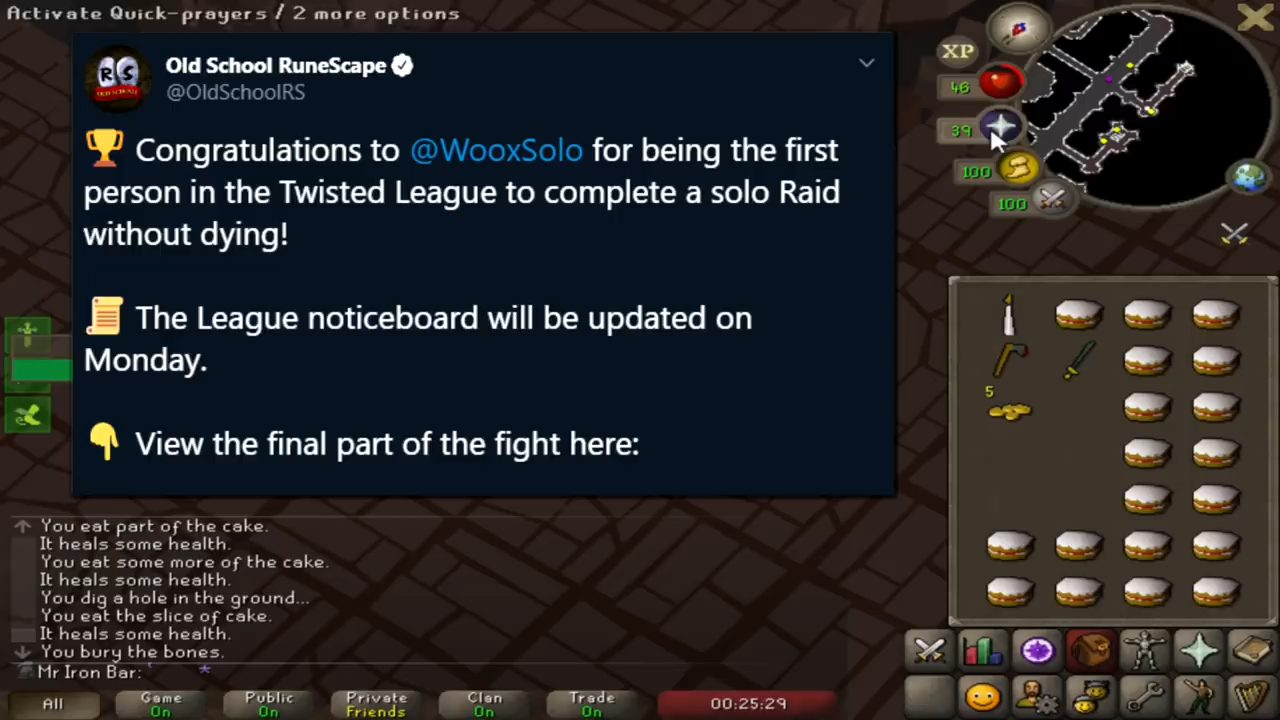 Activate Quick-prayers / 2 more options
Old School RuneScape
@OldSchoolRS
🏆 Congratulations to @WooxSolo for being the first
person in the Twisted League to complete a solo Raid
without dying!
📜 The League noticeboard will be updated on
Monday.
👇 View the final part of the fight here:
XP
46
39
100
100
5
You eat part of the cake.
It heals some health.
You eat some more of the cake.
It heals some health.
You dig a hole in the ground...
You eat the slice of cake.
It heals some health.
You bury the bones.
Mr Iron Bar: *
All
Game
On
Public
On
Private
Friends
Clan
On
Trade
On
00:25:29